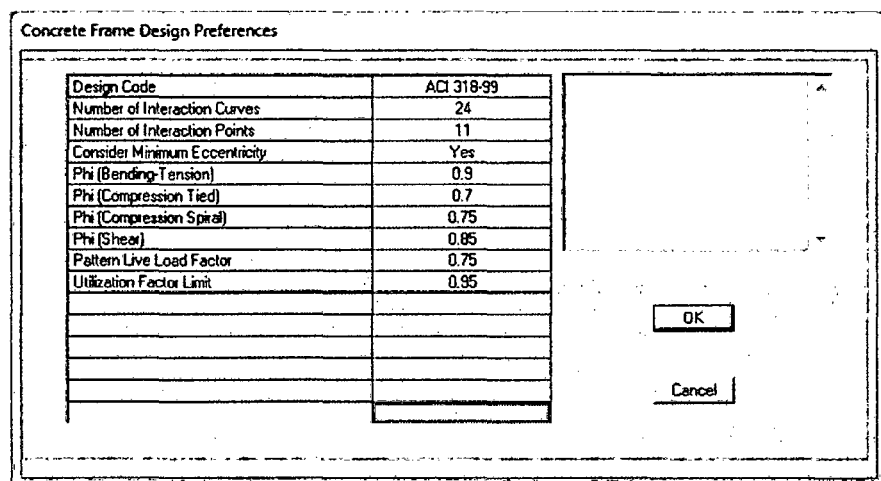 Concrete Frame Design Preferences
Design Code ACI 318-99
Number of Interaction Curves 24
Number of Interaction Points 11
Consider Minimum Eccentricity Yes
Phi (Bending-Tension) 0.9
Phi (Compression Tied) 0.7
Phi (Compression Spiral) 0.75
Phi (Shear) 0.85
Pattern Live Load Factor 0.75
Utilization Factor Limit 0.95
OK
Cancel